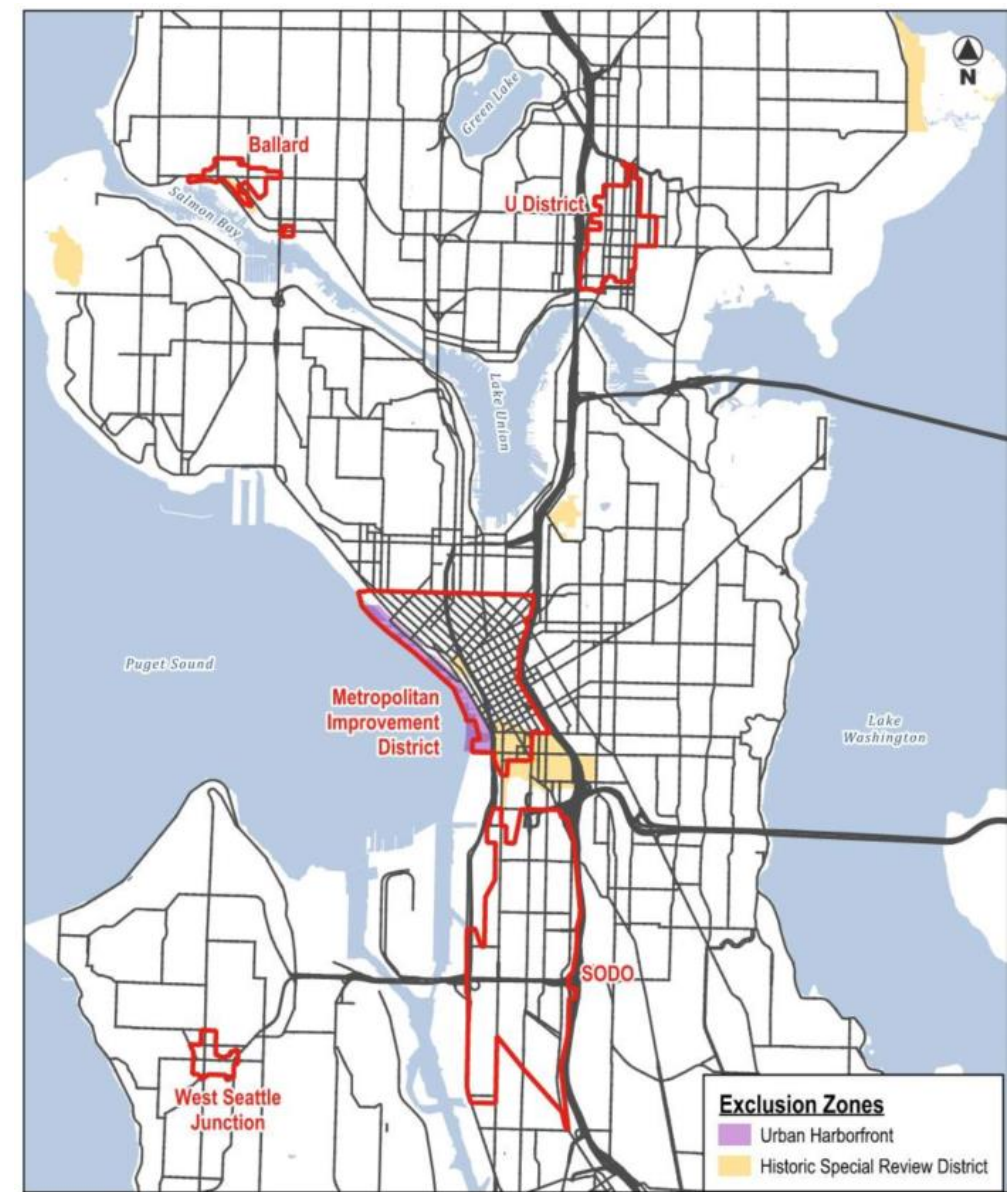 N
Green Lake
Ballard
U District
Salmon Bay
Lake Union
Puget Sound
Metropolitan
Improvement
District
Lake
Washington
SODO
West Seattle
Junction
Exclusion Zones
Urban Harborfront
Historic Special Review District